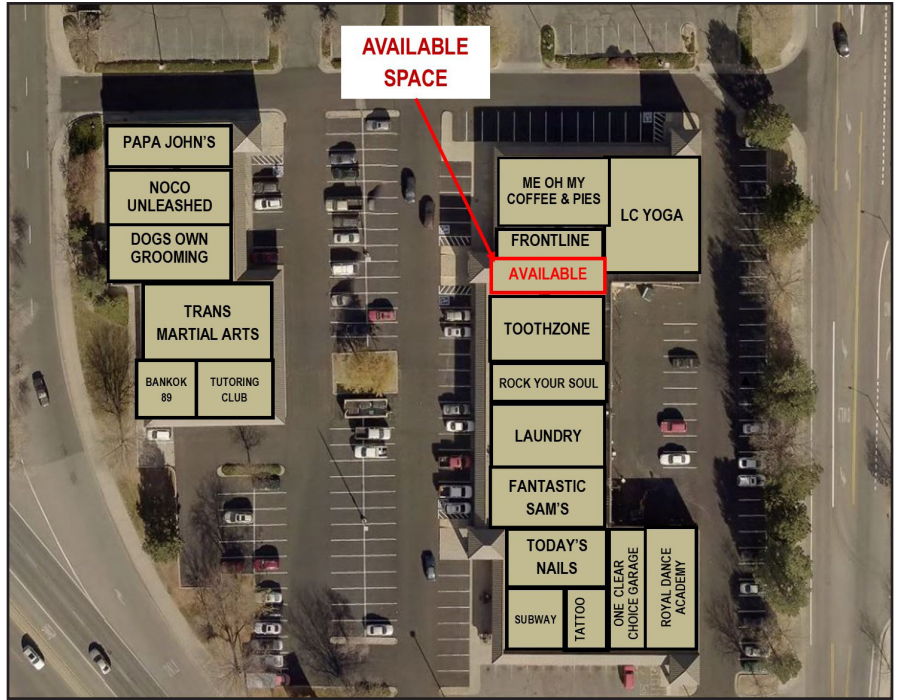 AVAILABLE
SPACE
PAPA JOHN'S
NOCO
UNLEASHED
DOGS OWN
GROOMING
TRANS
MARTIAL ARTS
BANKOK
89
TUTORING
CLUB
ME OH MY
COFFEE & PIES
LC YOGA
FRONTLINE
AVAILABLE
TOOTHZONE
ROCK YOUR SOUL
LAUNDRY
FANTASTIC
SAM'S
TODAY'S
NAILS
SUBWAY
TATTOO
ONE CLEAR
CHOICE GARAGE
ROYAL DANCE
ACADEMY